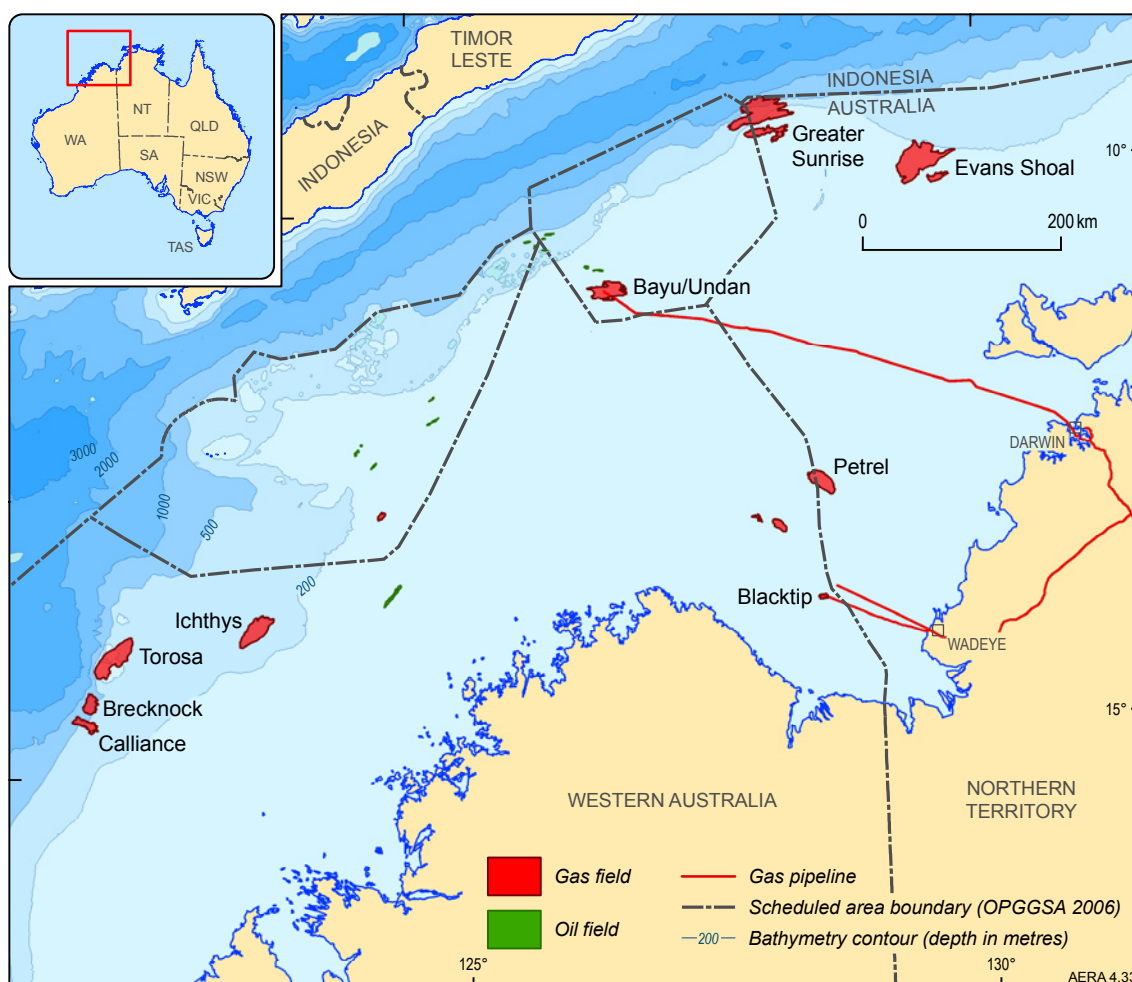 TIMOR
LESTE
INDONESIA
INDONESIA
AUSTRALIA
NT
WA
QLD
SA
NSW
VIC
TAS
Greater
Sunrise
Evans Shoal
10°
0
200 km
Bayu/Undan
3000
2000
1000
500
200
DARWIN
Petrel
Blacktip
WADEYE
Ichthys
Torosa
Brecknock
Calliance
15°
WESTERN AUSTRALIA
NORTHERN
TERRITORY
Gas field
Oil field
Gas pipeline
Scheduled area boundary (OPGGSA 2006)
200
Bathymetry contour (depth in metres)
125°
130°
AERA 4.33